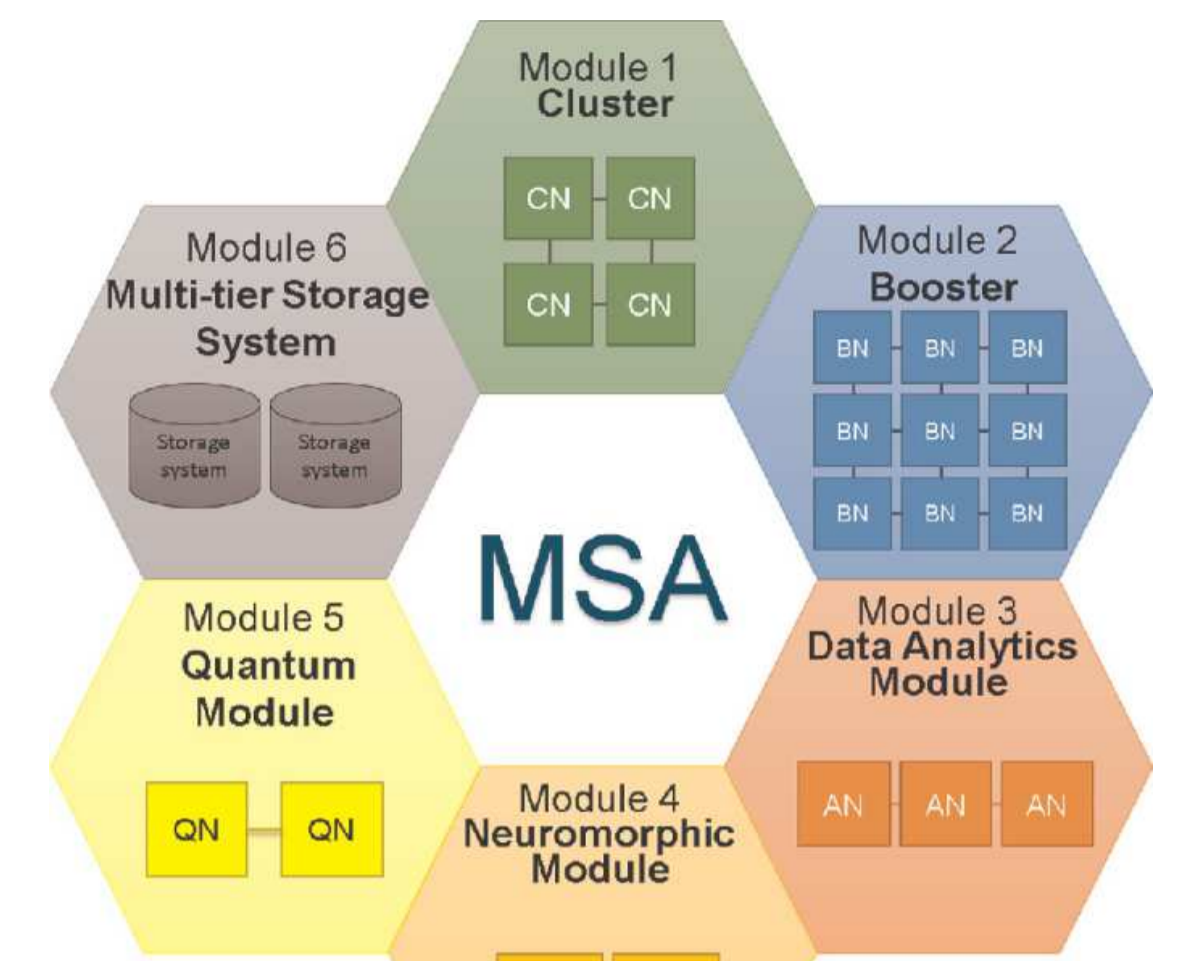 Module 1
Cluster
CN CN
CN CN
Module 2
Booster
BN BN BN
BN BN BN
BN BN BN
Module 3
Data Analytics
Module
AN AN AN
Module 4
Neuromorphic
Module
Module 5
Quantum
Module
QN QN
Module 6
Multi-tier Storage
System
Storage
system
Storage
system
MSA